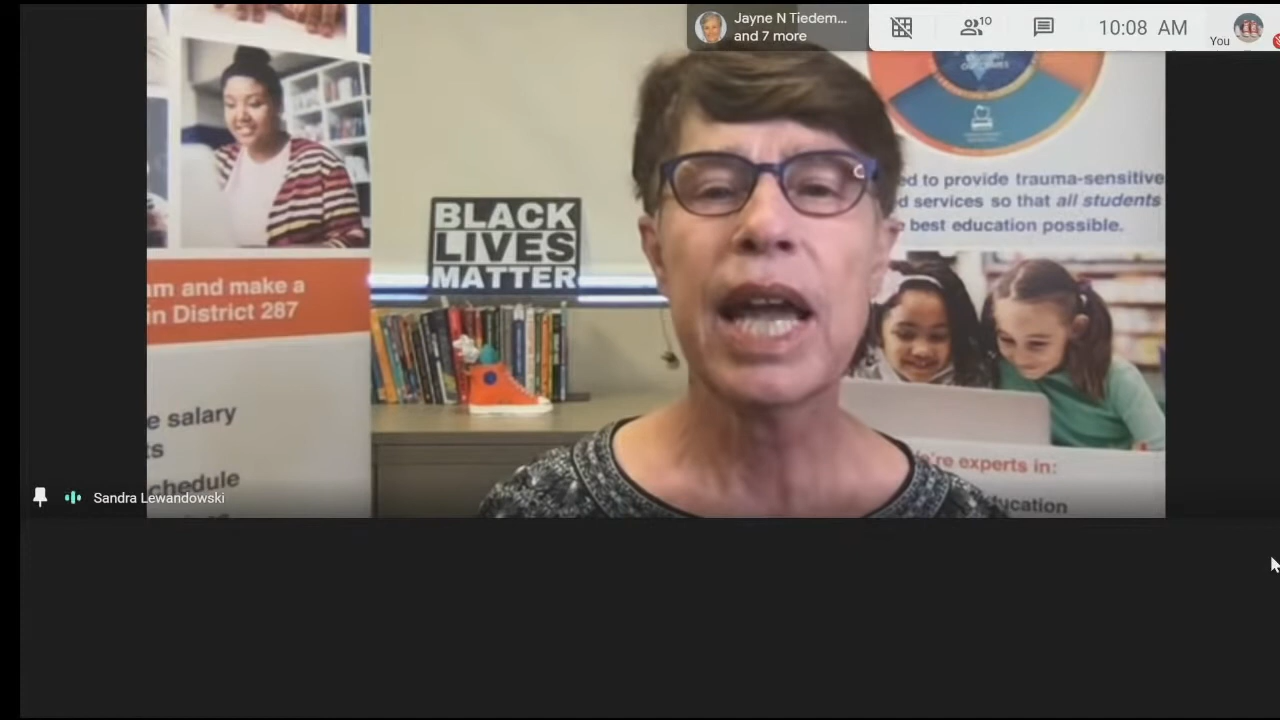 Jayne N Tiedem...
and 7 more
10
10:08 AM
You
OUTCOMES
ed to provide trauma-sensitive
d services so that all students
e best education possible.
BLACK
LIVES
MATTER
am and make a
in District 287
e salary
ts
chedule
're experts in:
ucation
Sandra Lewandowski